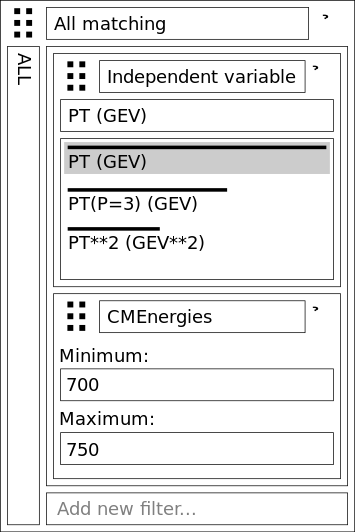 All matching
ALL
Independent variable
PT (GEV)
PT (GEV)
PT(P=3) (GEV)
PT**2 (GEV**2)
CMEnergies
Minimum:
700
Maximum:
750
Add new filter...